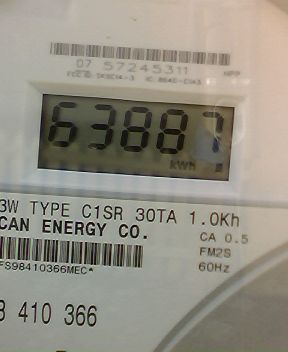 07 57245311
63887
kWh
3W TYPE C1SR 30TA 1.0Kh
CAN ENERGY CO.
CA 0.5
FM2S
60Hz
FS98410366MEC*
8 410 366